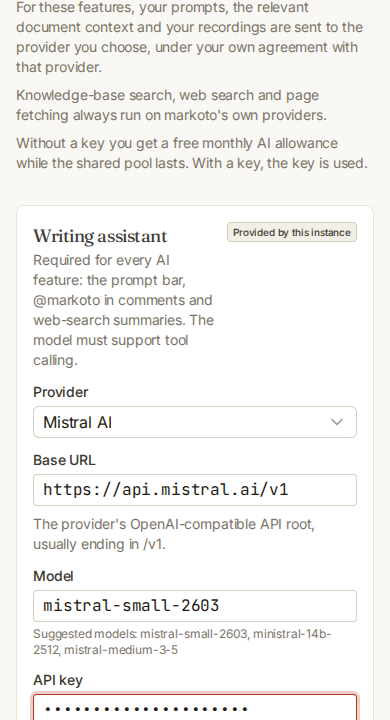 For these features, your prompts, the relevant
document context and your recordings are sent to the
provider you choose, under your own agreement with
that provider.
Knowledge-base search, web search and page
fetching always run on markoto's own providers.
Without a key you get a free monthly AI allowance
while the shared pool lasts. With a key, the key is used.
Writing assistant
Provided by this instance
Required for every AI
feature: the prompt bar,
@markoto in comments and
web-search summaries. The
model must support tool
calling.
Provider
Mistral AI
Base URL
https://api.mistral.ai/v1
The provider's OpenAI-compatible API root,
usually ending in /v1.
Model
mistral-small-2603
Suggested models: mistral-small-2603, ministral-14b-
2512, mistral-medium-3-5
API key
•••••••••••••••••••••